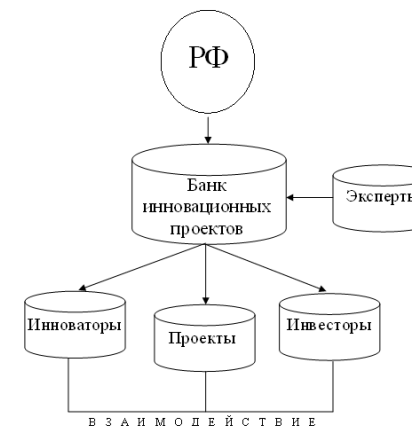 РФ
Банк
инновационных
проектов
Эксперты
Инноваторы
Проекты
Инвесторы
В З А И М О Д Е Й С Т В И Е